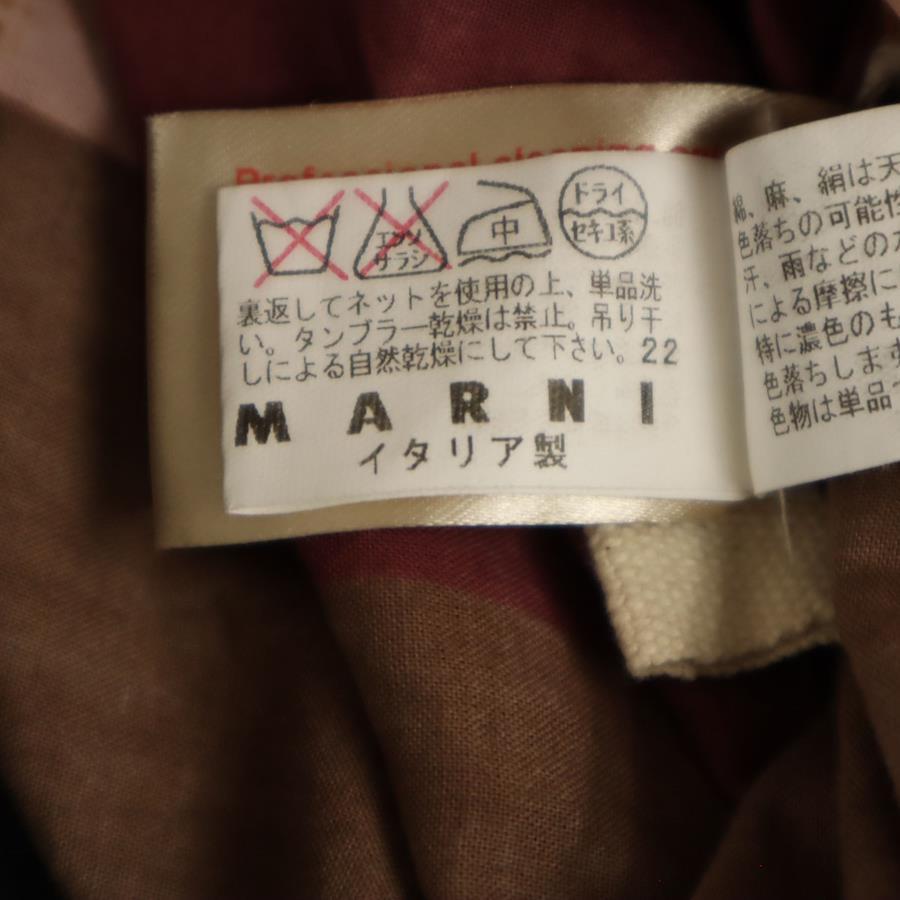 Professional cleaning
エンソ
サラシ
中
ドライ
セキユ系
裏返してネットを使用の上、単品洗
い。タンブラー乾燥は禁止。吊り干
しによる自然乾燥にして下さい。22
MARNI
イタリア製
綿、麻、絹は天
色落ちの可能性
汗、雨などの
による摩擦に
特に濃色のも
色落ちします
色物は単品で